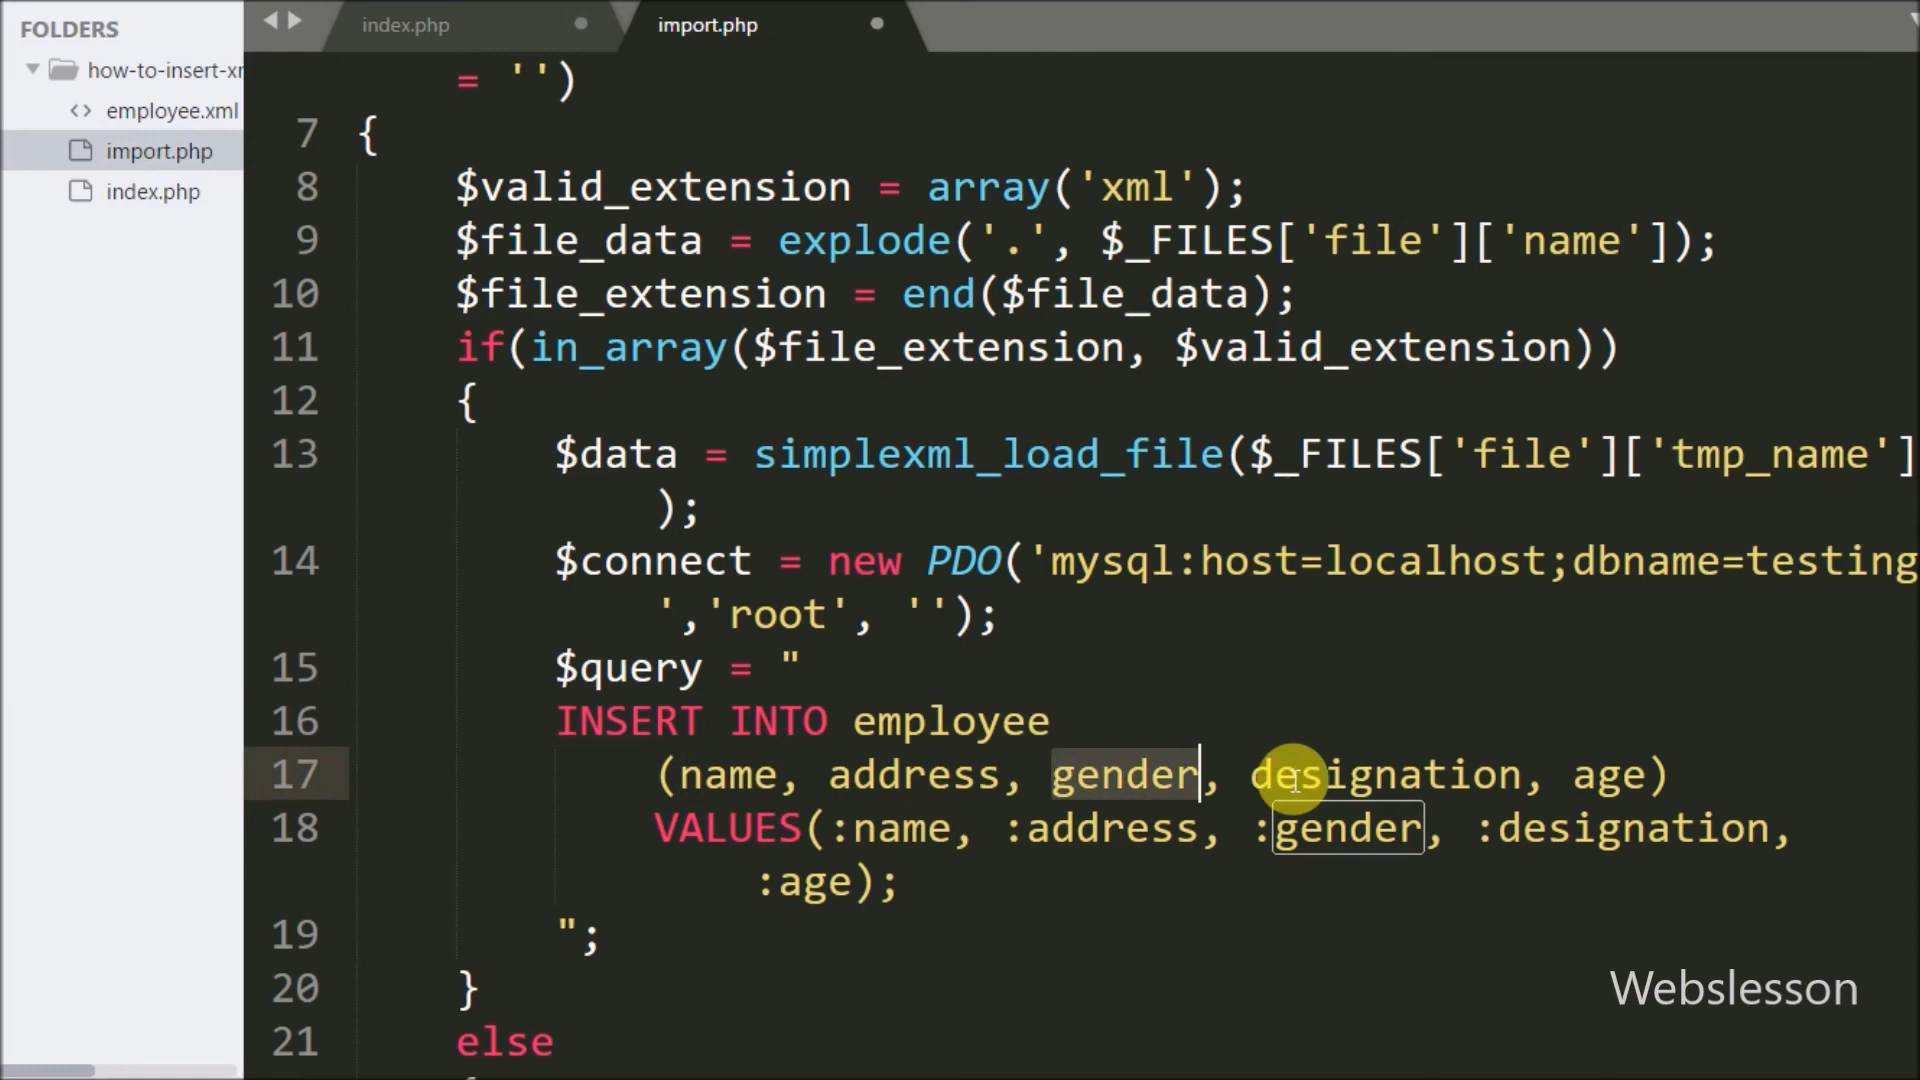 FOLDERS
how-to-insert-xr
employee.xml
import.php
index.php
index.php
import.php
= '')
7 {
8 $valid_extension = array('xml');
9 $file_data = explode('.', $_FILES['file']['name']);
10 $file_extension = end($file_data);
11 if(in_array($file_extension, $valid_extension))
12 {
13 $data = simplexml_load_file($_FILES['file']['tmp_name']
);
14 $connect = new PDO('mysql:host=localhost;dbname=testing
','root', '');
15 $query = "
16 INSERT INTO employee
17 (name, address, gender, designation, age)
18 VALUES(:name, :address, :gender, :designation,
:age);
19 ";
20 }
21 else
Webslesson